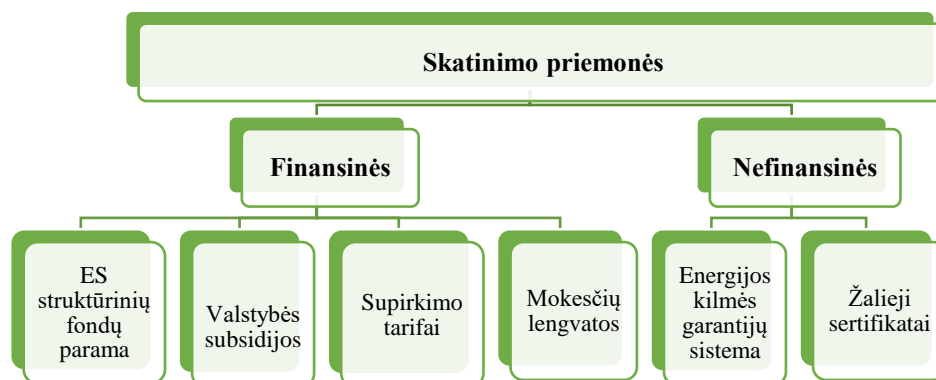 Skatinimo priemonės
Finansinės
Nefinansinės
ES
struktūrinių
fondų
parama
Valstybės
subsidijos
Supirkimo
tarifai
Mokesčių
lengvatos
Energijos
kilmės
garantijų
sistema
Žalieji
sertifikatai